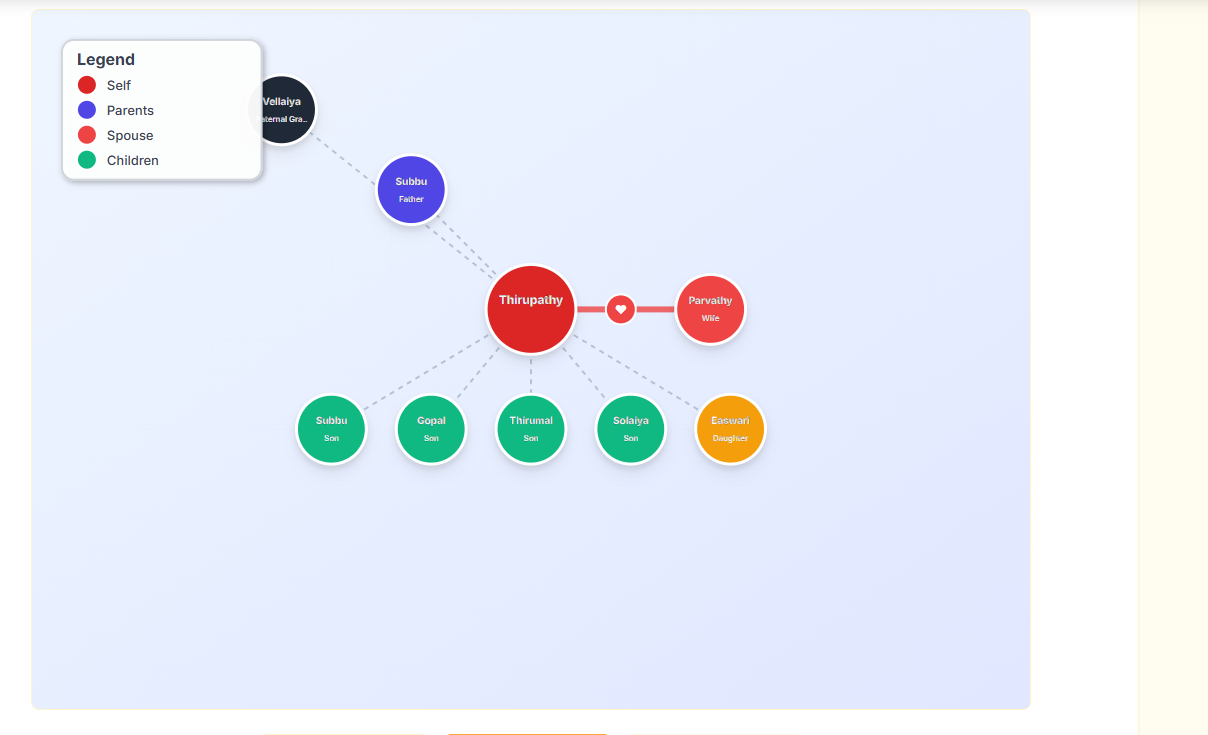 Legend
Self
Parents
Spouse
Children
Vellaiya
aternal Gra..
Subbu
Father
Thirupathy
Parvathy
Wife
Subbu
Son
Gopal
Son
Thirumal
Son
Solaiya
Son
Easwari
Daughter